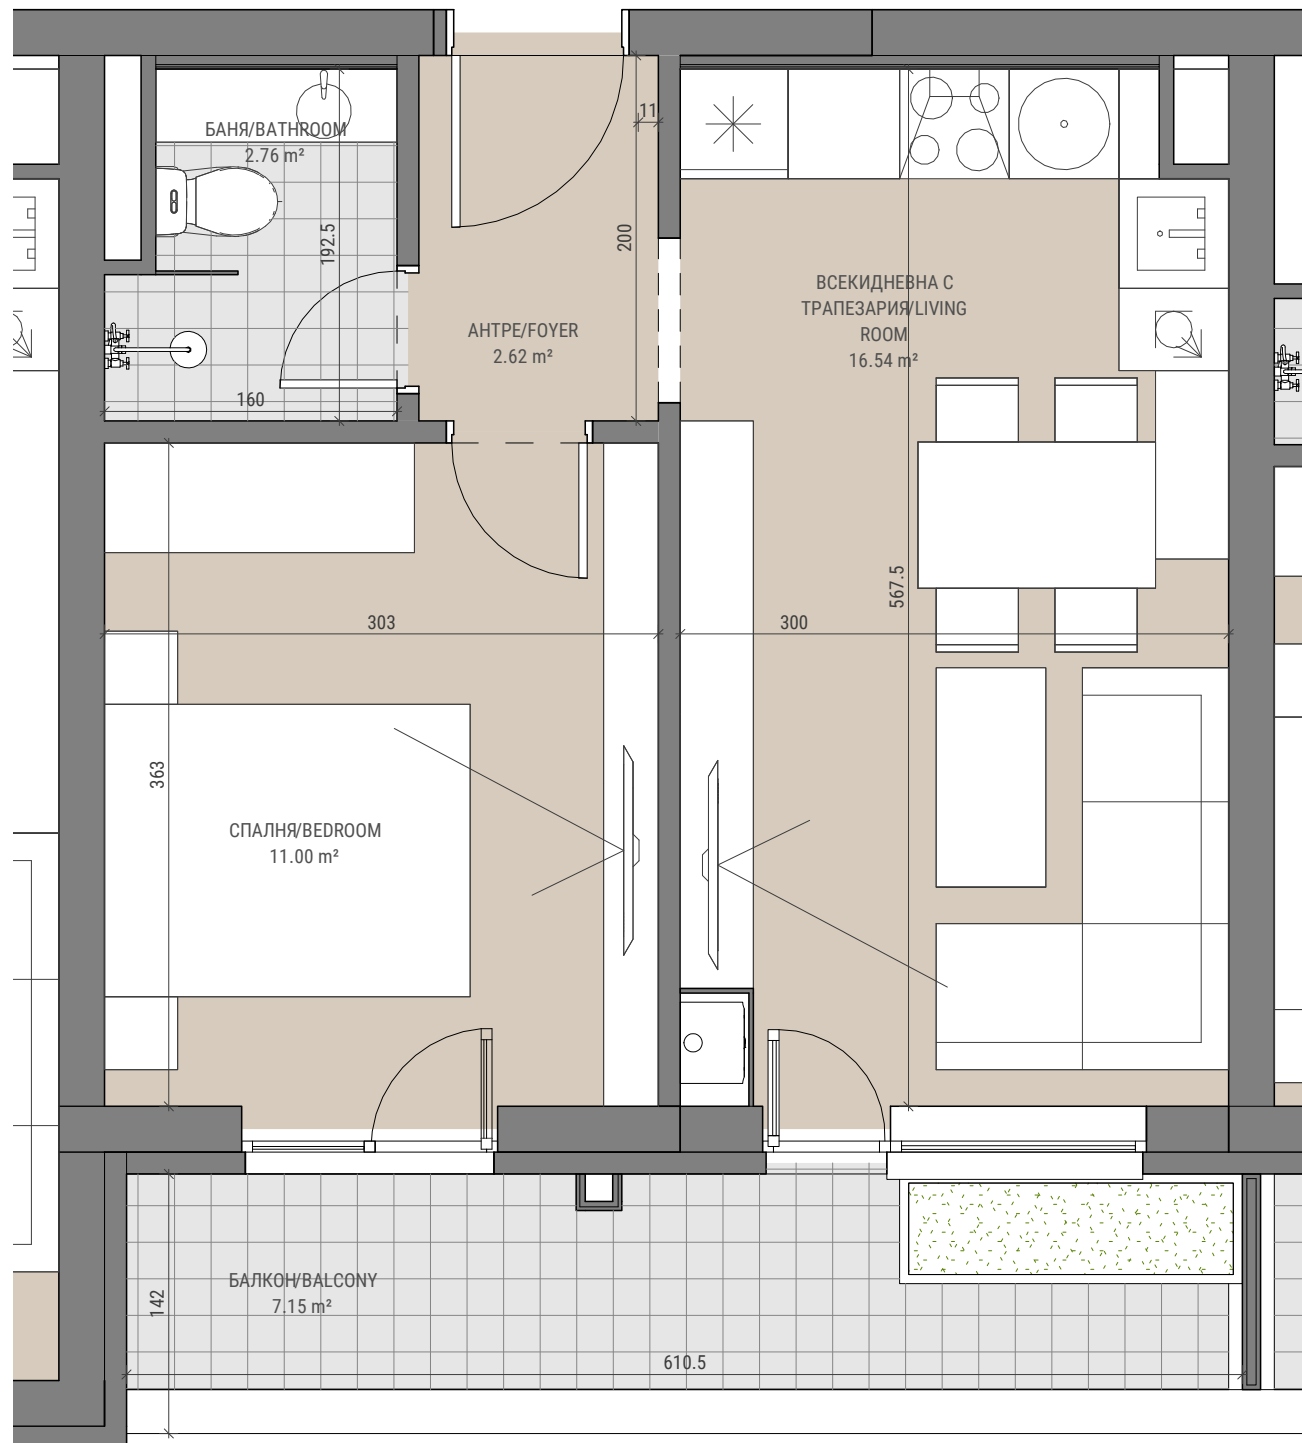 БАНЯ/BATHROOM
2.76 m²
11
192.5
200
АНТРЕ/FOYER
2.62 m²
ВСЕКИДНЕВНА С
ТРАПЕЗАРИЯ/LIVING
ROOM
16.54 m²
160
303
300
567.5
363
СПАЛНЯ/BEDROOM
11.00 m²
БАЛКОН/BALCONY
7.15 m²
142
610.5